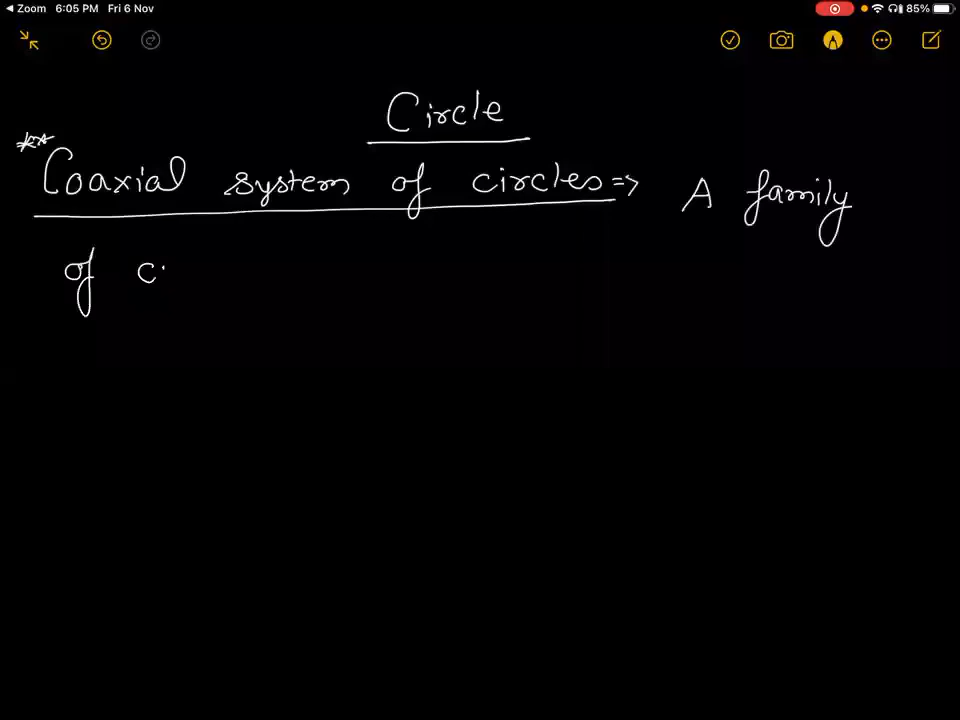 Zoom 6:05 PM Fri 6 Nov 85%
Circle
** Coaxial system of circles => A family
of c